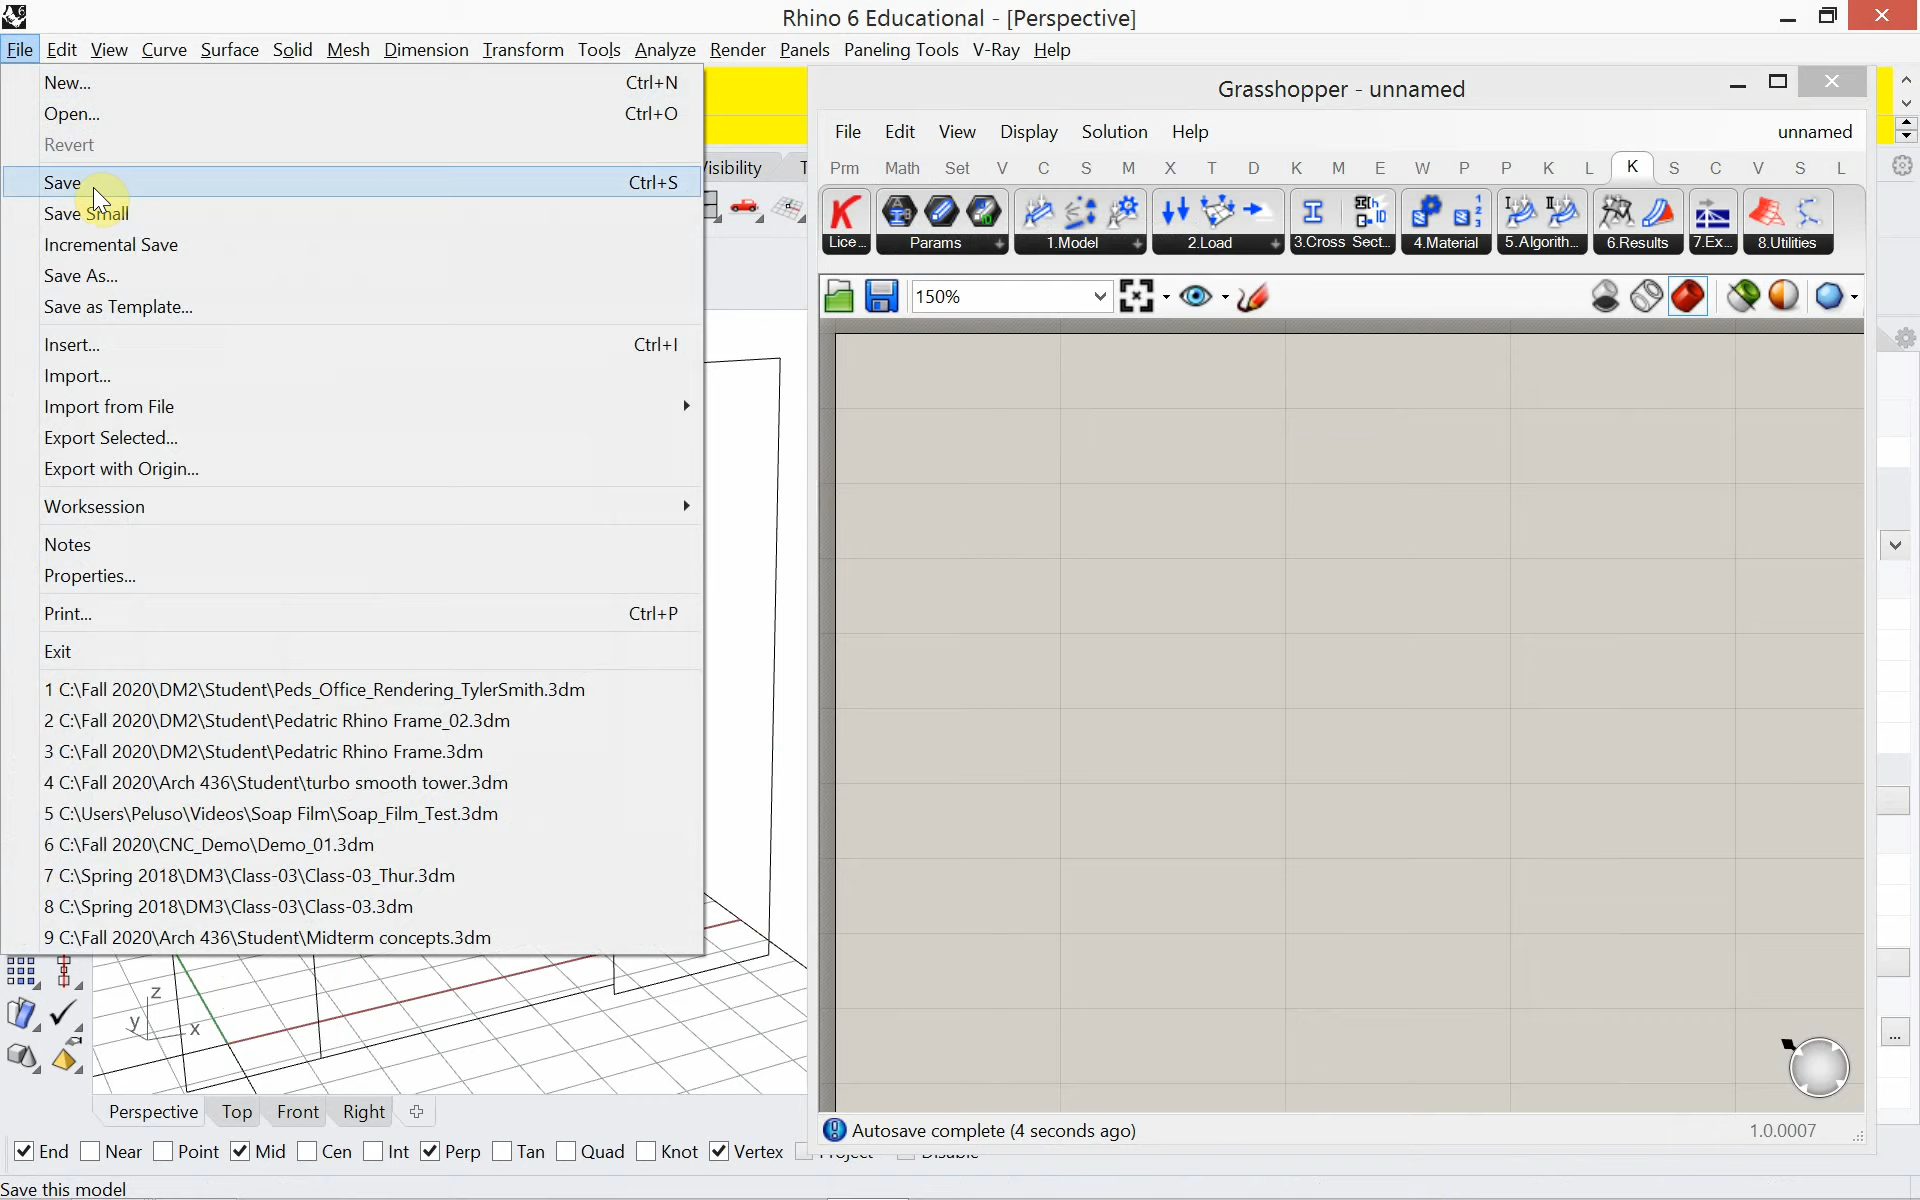 Rhino 6 Educational - [Perspective]
File Edit View Curve Surface Solid Mesh Dimension Transform Tools Analyze Render Panels Paneling Tools V-Ray Help
New... Ctrl+N
Open... Ctrl+O
Revert
Save Ctrl+S
Save Small
Incremental Save
Save As...
Save as Template...
Insert... Ctrl+I
Import...
Import from File
Export Selected...
Export with Origin...
Worksession
Notes
Properties...
Print... Ctrl+P
Exit
1 C:\Fall 2020\DM2\Student\Peds_Office_Rendering_TylerSmith.3dm
2 C:\Fall 2020\DM2\Student\Pedatric Rhino Frame_02.3dm
3 C:\Fall 2020\DM2\Student\Pedatric Rhino Frame.3dm
4 C:\Fall 2020\Arch 436\Student\turbo smooth tower.3dm
5 C:\Users\Peluso\Videos\Soap Film\Soap_Film_Test.3dm
6 C:\Fall 2020\CNC_Demo\Demo_01.3dm
7 C:\Spring 2018\DM3\Class-03\Class-03_Thur.3dm
8 C:\Spring 2018\DM3\Class-03\Class-03.3dm
9 C:\Fall 2020\Arch 436\Student\Midterm concepts.3dm
Grasshopper - unnamed
File Edit View Display Solution Help unnamed
Prm Math Set V C S M X T D K M E W P P K L K S C V S L
Lice... Params 1.Model 2.Load 3.Cross Sect... 4.Material 5.Algorith... 6.Results 7.Ex... 8.Utilities
150%
z
y x
Perspective Top Front Right
Autosave complete (4 seconds ago) 1.0.0007
End Near Point Mid Cen Int Perp Tan Quad Knot Vertex
Save this model